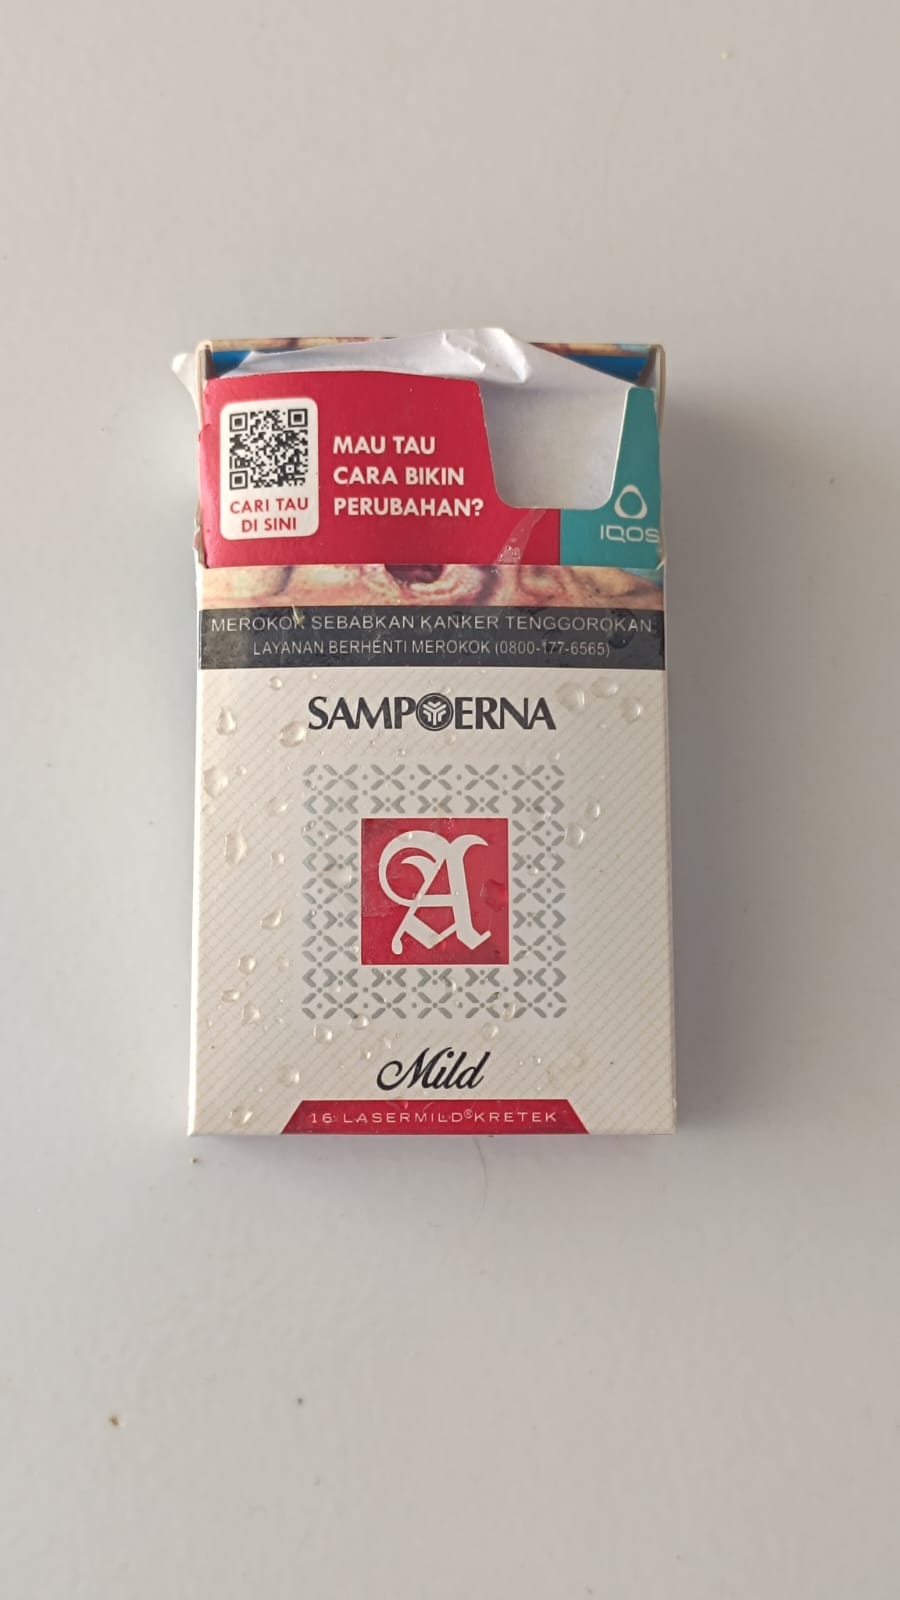 MAU TAU
CARA BIKIN
PERUBAHAN?
CARI TAU
DI SINI
IQOS
MEROKOK SEBABKAN KANKER TENGGOROKAN
LAYANAN BERHENTI MEROKOK (0800-177-6565)
SAMPOERNA
A
Mild
16 LASERMILD®KRETEK